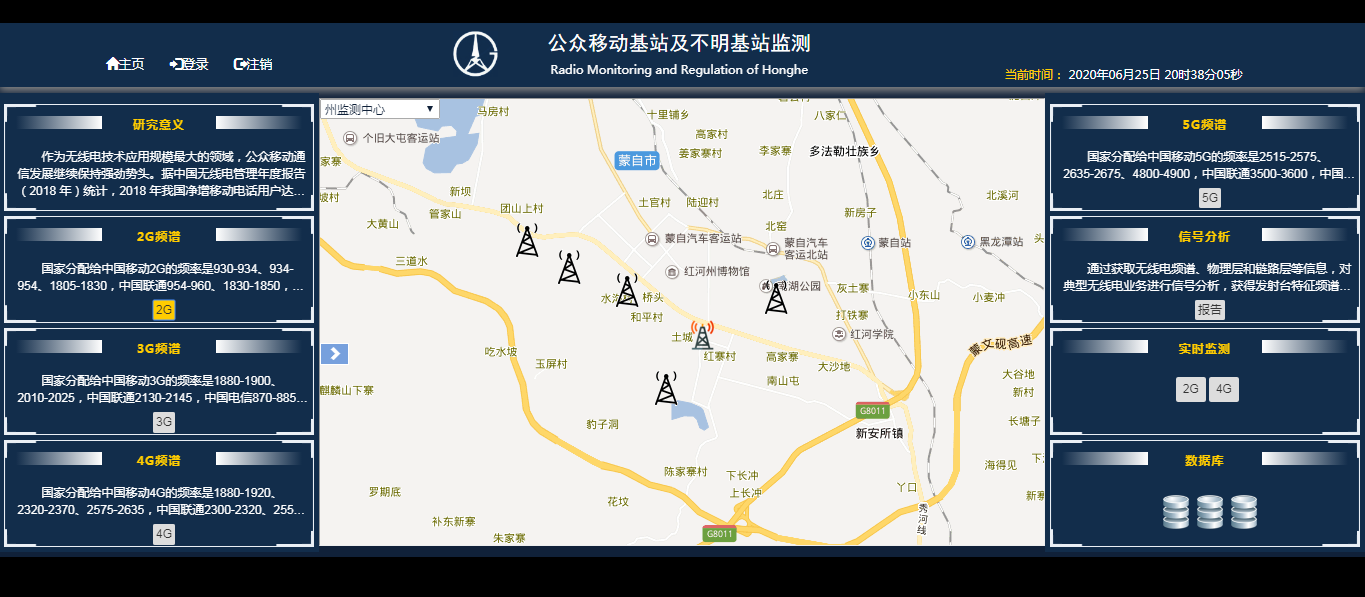 公众移动基站及不明基站监测
主页 登录 注销
Radio Monitoring and Regulation of Honghe
当前时间： 2020年06月25日 20时38分05秒
研究意义
作为无线电技术应用规模最大的领域，公众移动通
信发展继续保持强劲势头。据中国无线电管理年度报告
（2018 年）统计，2018 年我国净增移动电话用户达...
2G频谱
国家分配给中国移动2G的频率是930-934、934-
954、1805-1830，中国联通954-960、1830-1850，...
2G
3G频谱
国家分配给中国移动3G的频率是1880-1900、
2010-2025，中国联通2130-2145，中国电信870-885...
3G
4G频谱
国家分配给中国移动4G的频率是1880-1920、
2320-2370、2575-2635，中国联通2300-2320、255...
4G
州监测中心
马房村
十里铺乡
八家仁
个旧大屯客运站
高家村
姜家寨村
李家寨
多法勒壮族乡
家寨
蒙自市
坡村
新坝
土官村
陆迎村
北庄
北溪河
大黄山
管家山
团山上村
新房子
北窑
蒙自汽车客运站
蒙自汽车
客运北站
蒙自站
黑龙潭站
头
三道水
红河州博物馆
湖公园
灰土寨
小东山
小麦冲
桥头
和平村
打铁寨
土城
红河学院
蒙文砚高速
吃水坡
玉屏村
红寨村
高家寨
大沙地
南山屯
大谷地
新村
麒麟山下寨
G8011
长塘子
豹子洞
新安所镇
陈家寨村
下长冲
上长冲
海得见
丫口
罗期底
花坟
新寨
秀河线
补东新寨
朱家寨
G8011
5G频谱
国家分配给中国移动5G的频率是2515-2575、
2635-2675、4800-4900，中国联通3500-3600，中国...
5G
信号分析
通过获取无线电频谱、物理层和链路层等信息，对
典型无线电业务进行信号分析，获得发射台特征频谱...
报告
实时监测
2G 4G
数据库